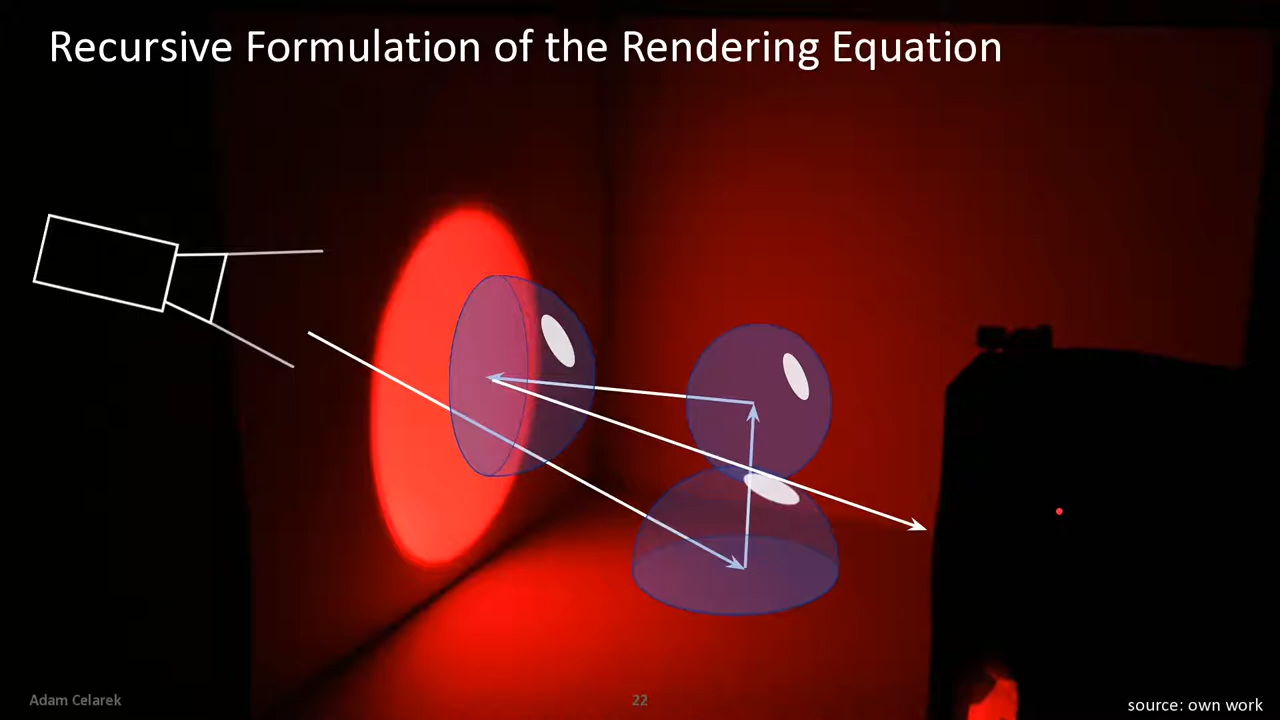 Recursive Formulation of the Rendering Equation
Adam Celarek
22
source: own work